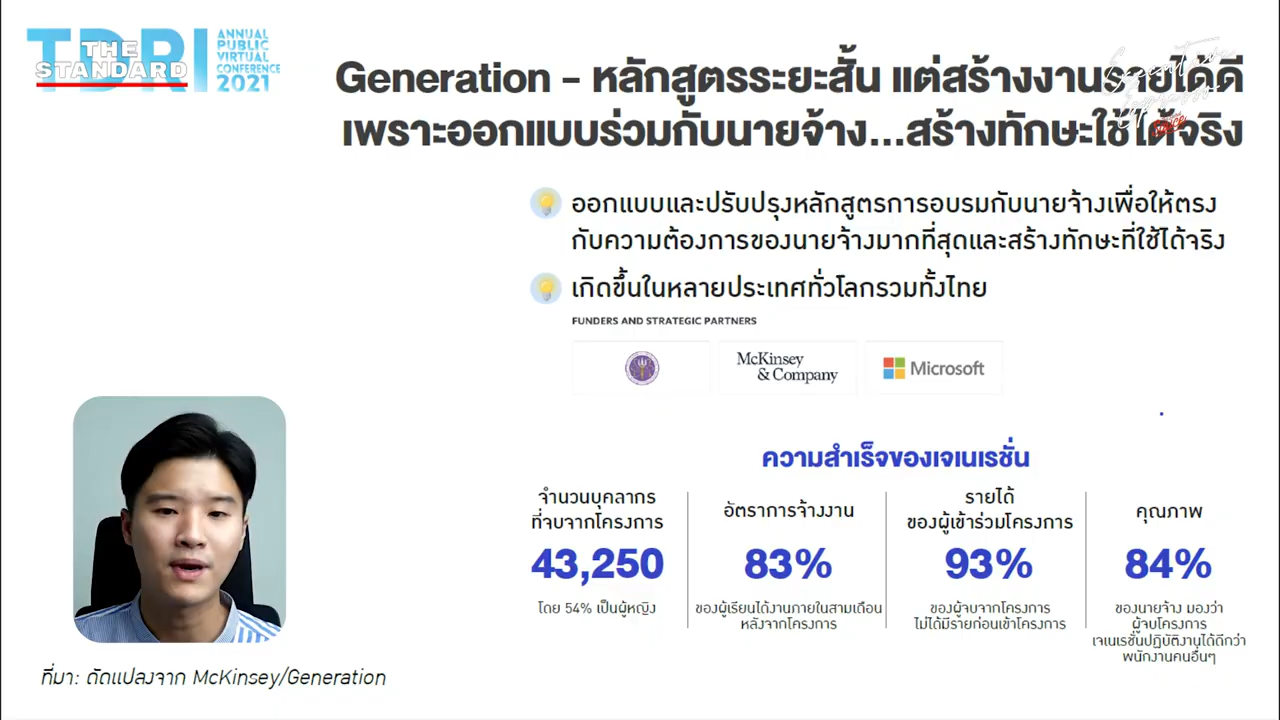 TDRI
THE
STANDARD
ANNUAL
PUBLIC
VIRTUAL
CONFERENCE
2021
Generation – หลักสูตรระยะสั้น แต่สร้างงานรายได้ดี
เพราะออกแบบร่วมกับนายจ้าง...สร้างทักษะใช้ได้จริง
ออกแบบและปรับปรุงหลักสูตรการอบรมกับนายจ้างเพื่อให้ตรง
กับความต้องการของนายจ้างมากที่สุดและสร้างทักษะที่ใช้ได้จริง
เกิดขึ้นในหลายประเทศทั่วโลกรวมทั้งไทย
FUNDERS AND STRATEGIC PARTNERS
McKinsey
& Company
Microsoft
ความสำเร็จของเจเนเรชั่น
จำนวนบุคลากร
ที่จบจากโครงการ
43,250
โดย 54% เป็นผู้หญิง
อัตราการจ้างงาน
83%
ของผู้เรียนได้งานภายในสามเดือน
หลังจากโครงการ
รายได้
ของผู้เข้าร่วมโครงการ
93%
ของผู้จบจากโครงการ
ไม่ได้มีรายก่อนเข้าโครงการ
คุณภาพ
84%
ของนายจ้าง มองว่า
ผู้จบโครงการ
เจเนเรชั่นปฏิบัติงานได้ดีกว่า
พนักงานคนอื่นๆ
ที่มา: ดัดแปลงจาก McKinsey/Generation